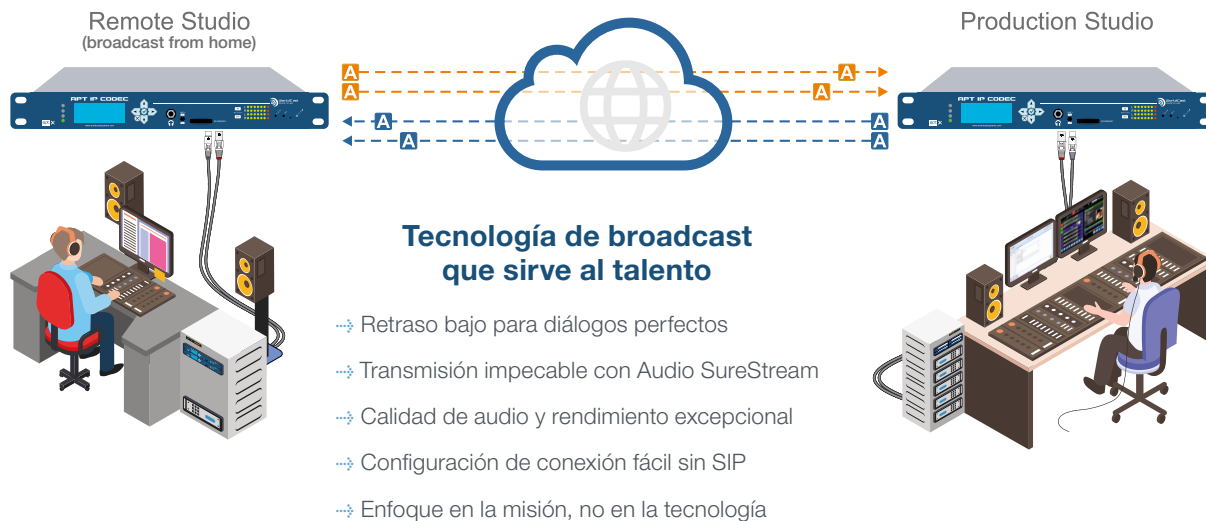 Remote Studio
(broadcast from home)
Production Studio
APT IP CODEC
APT IP CODEC
A
A
A
A
A
A
A
A
Tecnología de broadcast
que sirve al talento
Retraso bajo para diálogos perfectos
Transmisión impecable con Audio SureStream
Calidad de audio y rendimiento excepcional
Configuración de conexión fácil sin SIP
Enfoque en la misión, no en la tecnología